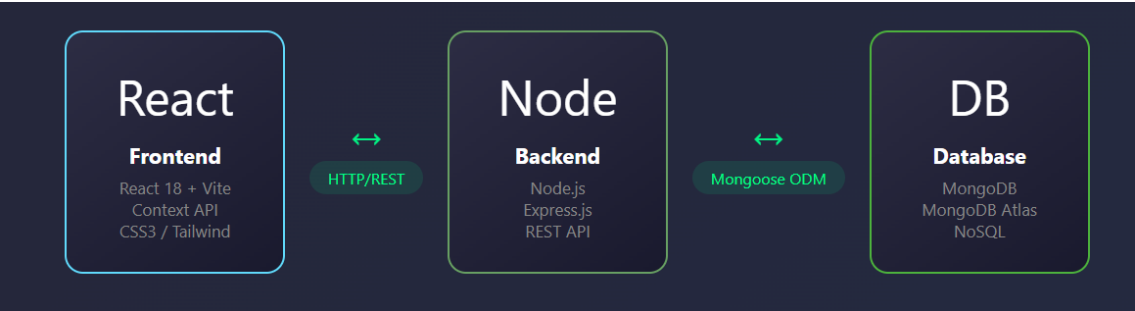 React
Frontend
React 18 + Vite
Context API
CSS3 / Tailwind
↔
HTTP/REST
Node
Backend
Node.js
Express.js
REST API
↔
Mongoose ODM
DB
Database
MongoDB
MongoDB Atlas
NoSQL